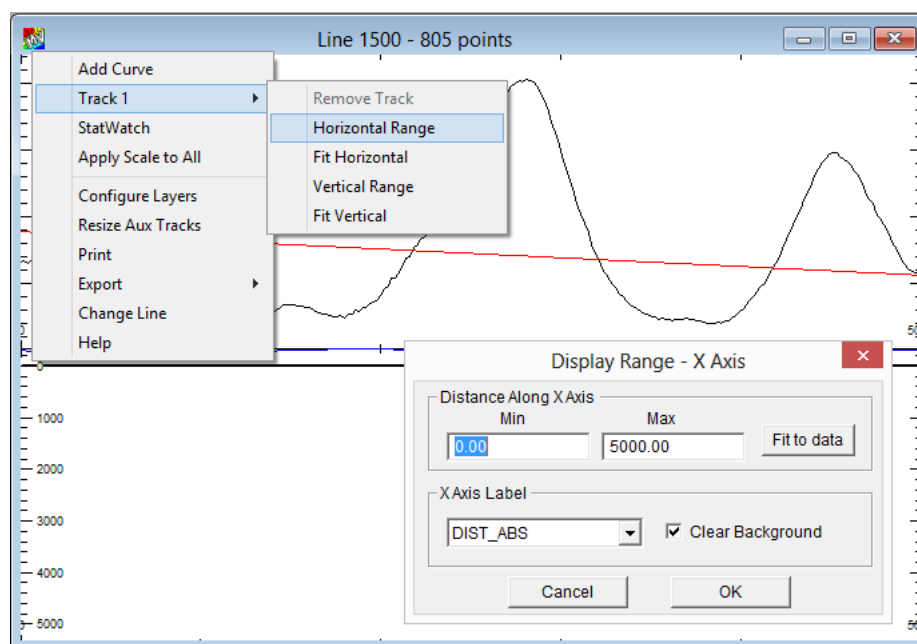 Line 1500 - 805 points
Add Curve
Track 1
StatWatch
Apply Scale to All
Configure Layers
Resize Aux Tracks
Print
Export
Change Line
Help
Remove Track
Horizontal Range
Fit Horizontal
Vertical Range
Fit Vertical
0
1000
2000
3000
4000
5000
Display Range - X Axis
Distance Along X Axis
Min Max
0.00 5000.00 Fit to data
X Axis Label
DIST_ABS Clear Background
Cancel OK